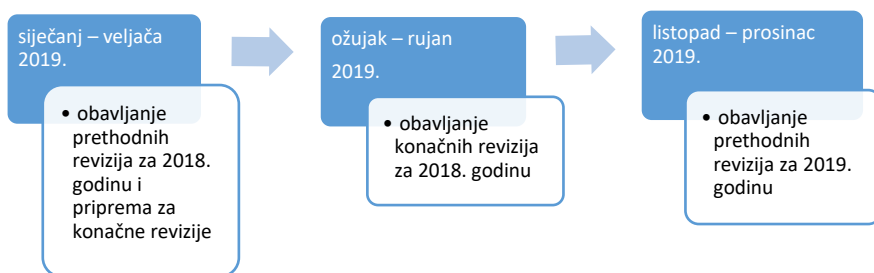 siječanj – veljača
2019.
• obavljanje
prethodnih
revizija za 2018.
godinu i
priprema za
konačne revizije
ožujak – rujan
2019.
• obavljanje
konačnih revizija
za 2018. godinu
listopad – prosinac
2019.
• obavljanje
prethodnih
revizija za 2019.
godinu